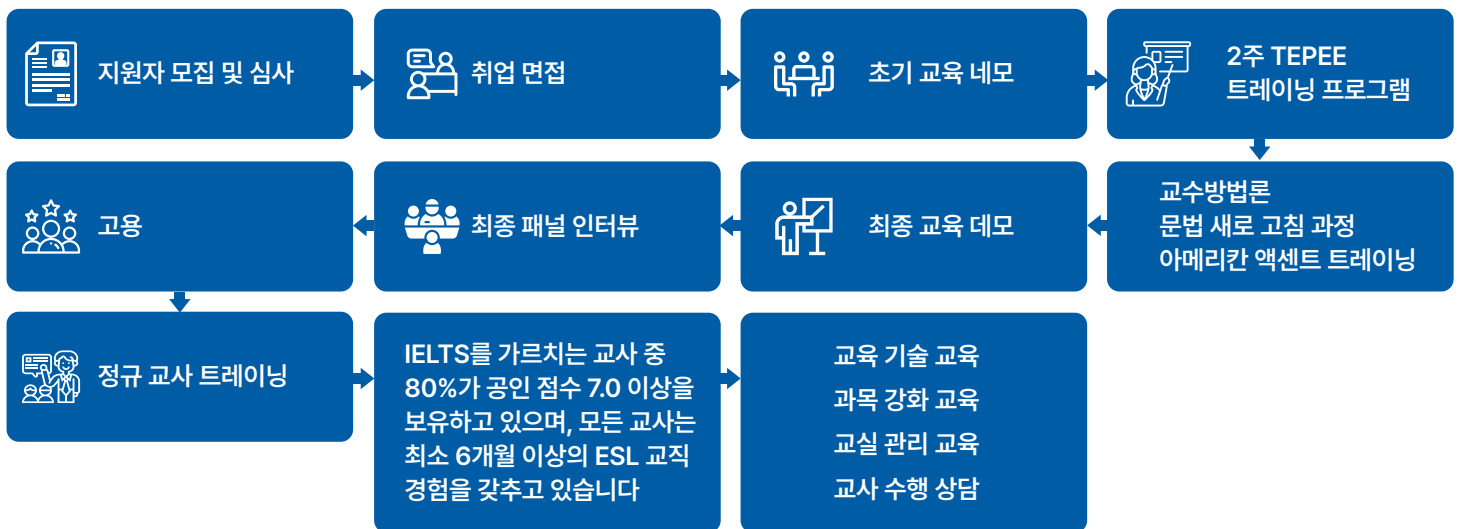 지원자 모집 및 심사
취업 면접
초기 교육 네모
2주 TEPEE
트레이닝 프로그램
교수방법론
문법 새로 고침 과정
아메리칸 액센트 트레이닝
최종 교육 데모
최종 패널 인터뷰
고용
정규 교사 트레이닝
IELTS를 가르치는 교사 중
80%가 공인 점수 7.0 이상을
보유하고 있으며, 모든 교사는
최소 6개월 이상의 ESL 교직
경험을 갖추고 있습니다
교육 기술 교육
과목 강화 교육
교실 관리 교육
교사 수행 상담